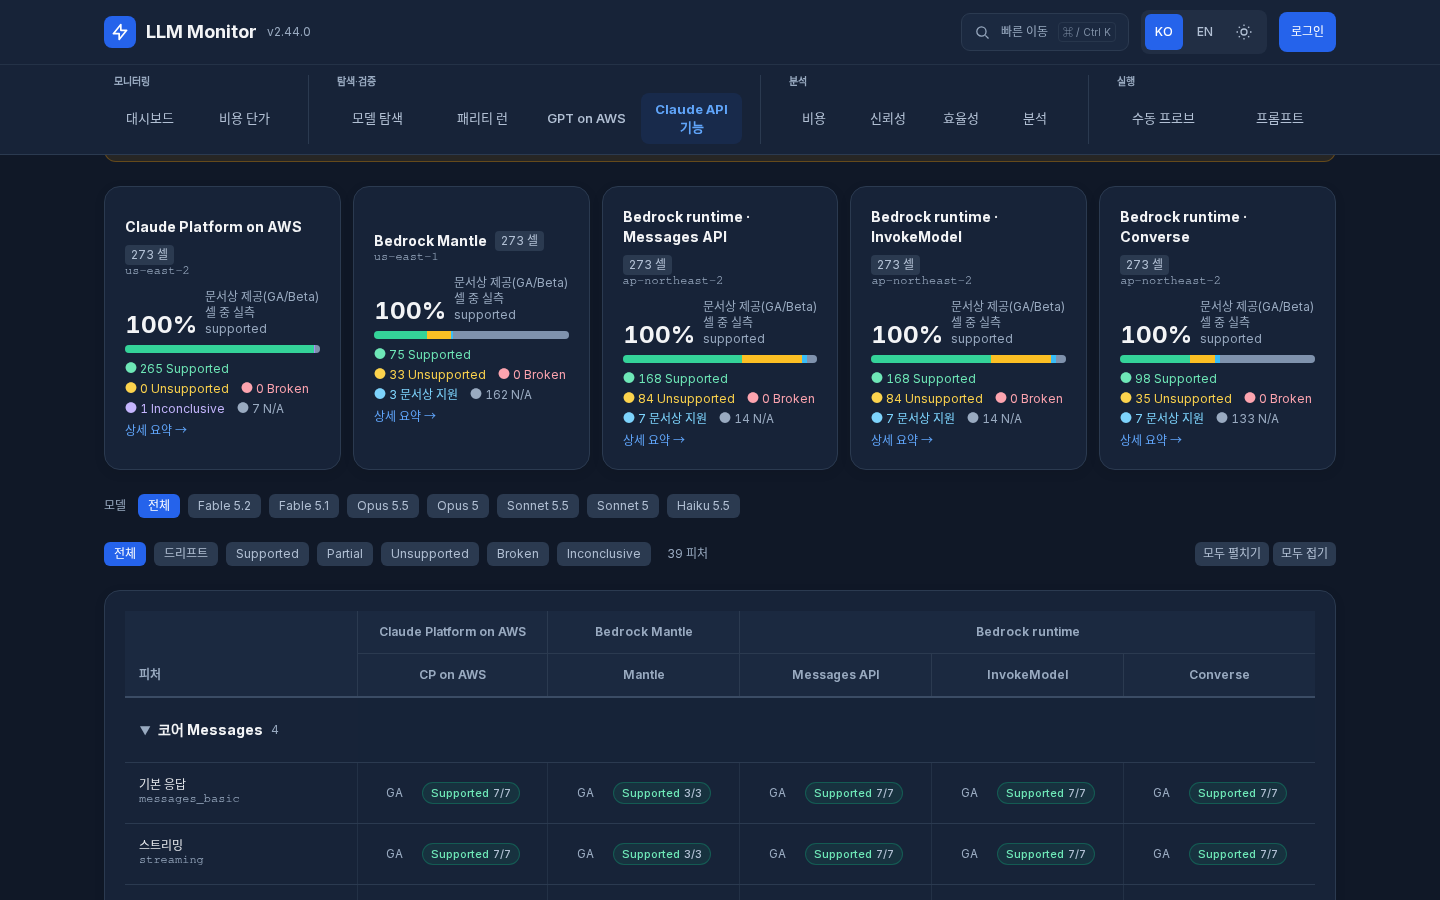 LLM Monitor v2.44.0
빠른 이동 ⌘ / Ctrl K
KO EN
로그인
모니터링
대시보드 비용 단가
탐색·검증
모델 탐색 패리티 런 GPT on AWS Claude API 기능
분석
비용 신뢰성 효율성 분석
실행
수동 프로브 프롬프트
Claude Platform on AWS
273 셀
us-east-2
100% 문서상 제공(GA/Beta) 셀 중 실측 supported
265 Supported
0 Unsupported 0 Broken
1 Inconclusive 7 N/A
상세 요약 →
Bedrock Mantle 273 셀
us-east-1
100% 문서상 제공(GA/Beta) 셀 중 실측 supported
75 Supported
33 Unsupported 0 Broken
3 문서상 지원 162 N/A
상세 요약 →
Bedrock runtime ·
Messages API
273 셀
ap-northeast-2
100% 문서상 제공(GA/Beta) 셀 중 실측 supported
168 Supported
84 Unsupported 0 Broken
7 문서상 지원 14 N/A
상세 요약 →
Bedrock runtime ·
InvokeModel
273 셀
ap-northeast-2
100% 문서상 제공(GA/Beta) 셀 중 실측 supported
168 Supported
84 Unsupported 0 Broken
7 문서상 지원 14 N/A
상세 요약 →
Bedrock runtime ·
Converse
273 셀
ap-northeast-2
100% 문서상 제공(GA/Beta) 셀 중 실측 supported
98 Supported
35 Unsupported 0 Broken
7 문서상 지원 133 N/A
상세 요약 →
모델 전체 Fable 5.2 Fable 5.1 Opus 5.5 Opus 5 Sonnet 5.5 Sonnet 5 Haiku 5.5
전체 드리프트 Supported Partial Unsupported Broken Inconclusive 39 피처 모두 펼치기 모두 접기
Claude Platform on AWS Bedrock Mantle Bedrock runtime
피처 CP on AWS Mantle Messages API InvokeModel Converse
▼ 코어 Messages 4
기본 응답
messages_basic
GA Supported 7/7 GA Supported 3/3 GA Supported 7/7 GA Supported 7/7 GA Supported 7/7
스트리밍
streaming
GA Supported 7/7 GA Supported 3/3 GA Supported 7/7 GA Supported 7/7 GA Supported 7/7